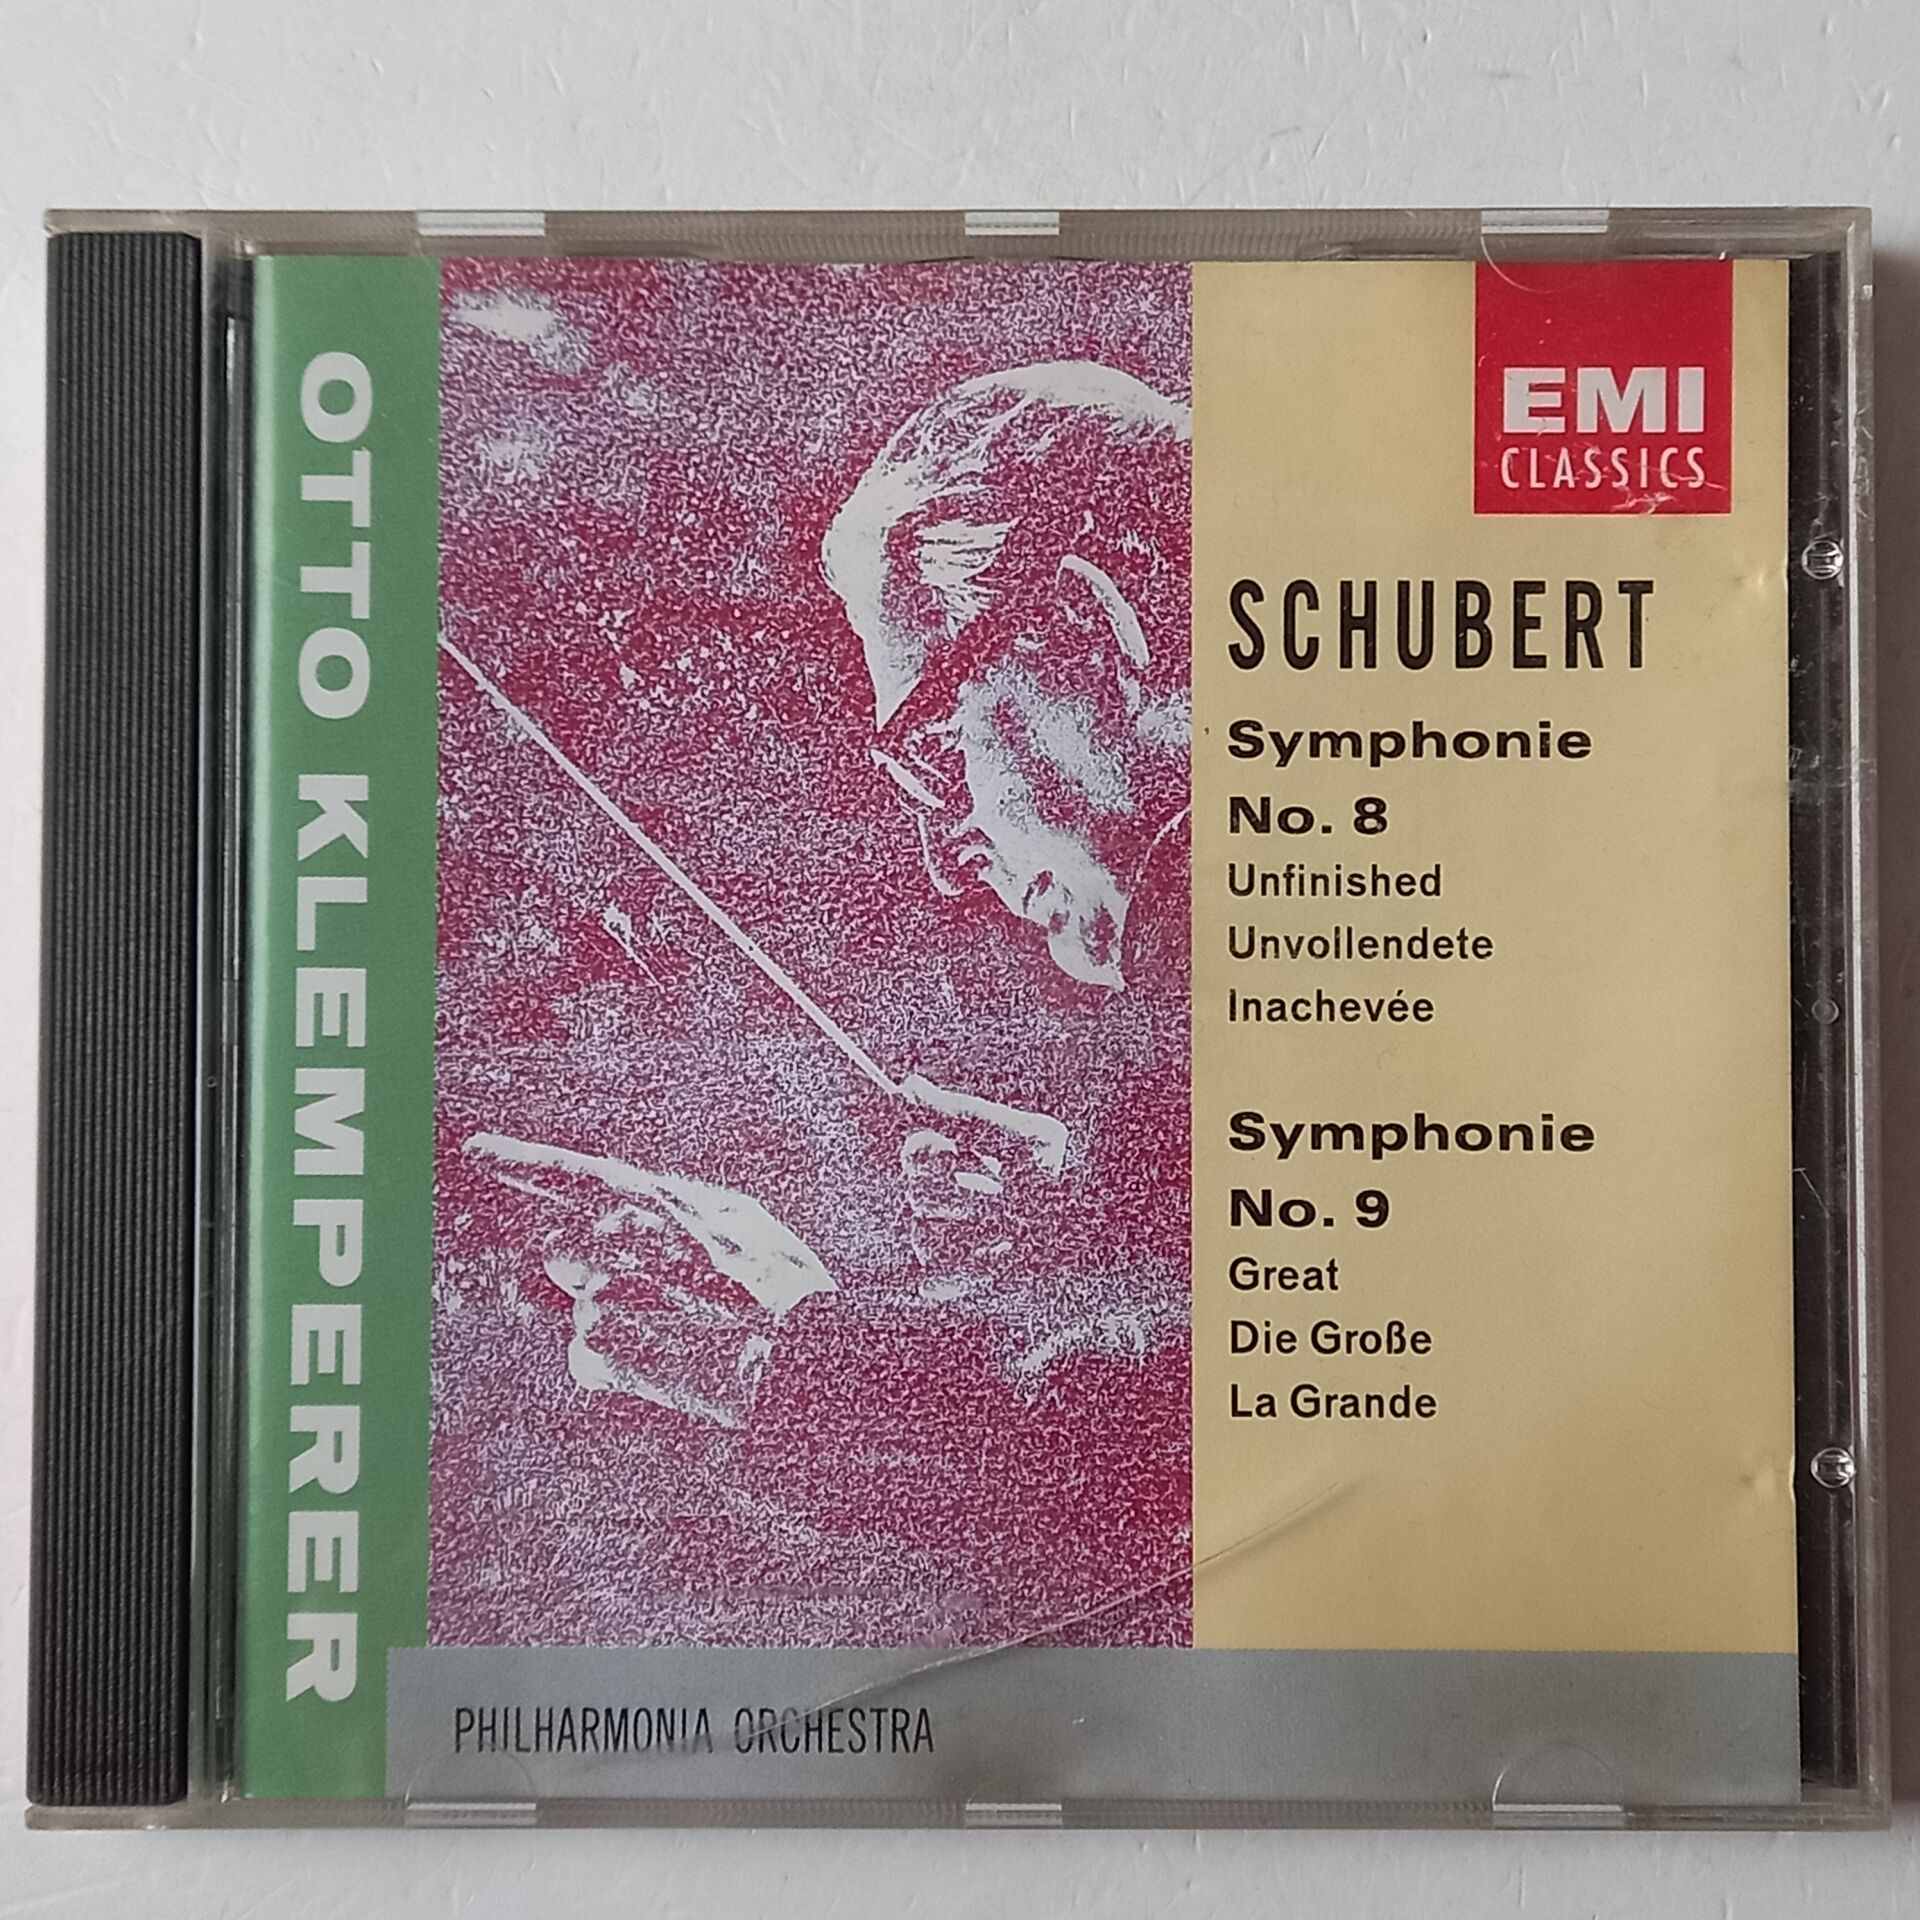 OTTO KLEMPERER
EMI
CLASSICS
SCHUBERT
Symphonie
No. 8
Unfinished
Unvollendete
Inachevée
Symphonie
No. 9
Great
Die Große
La Grande
PHILHARMONIA ORCHESTRA